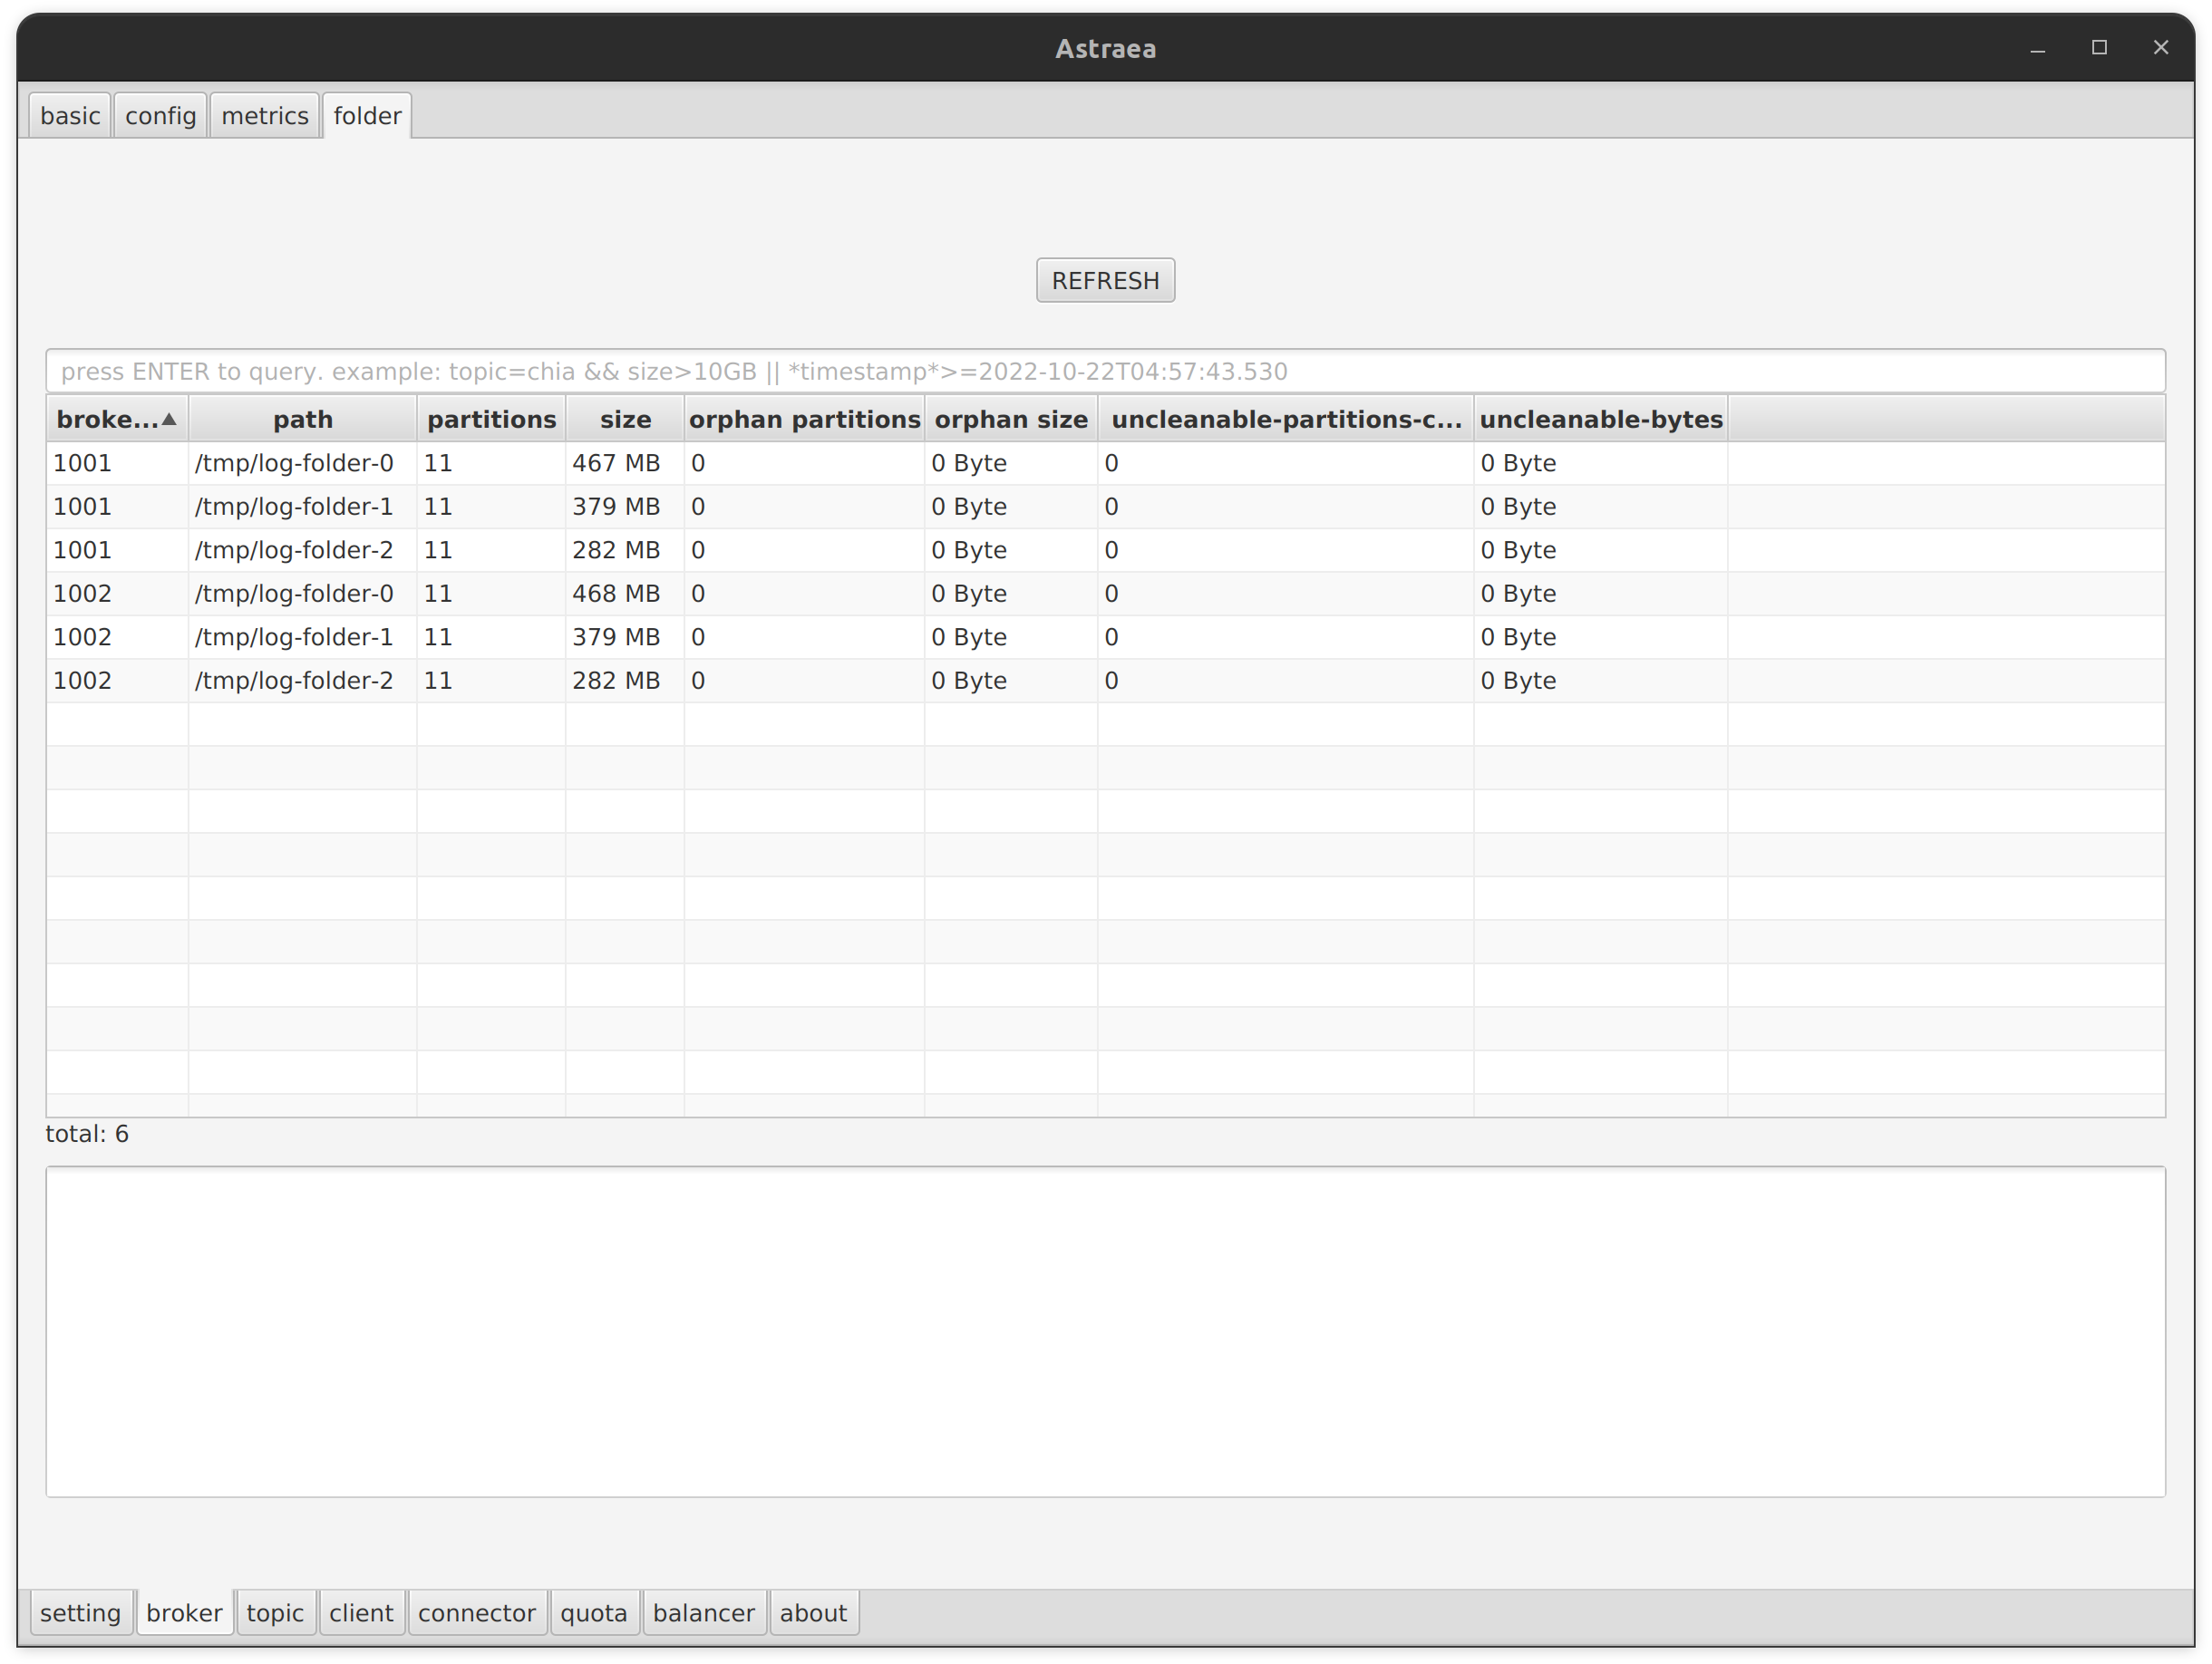 Astraea
basic config metrics folder
REFRESH
press ENTER to query. example: topic=chia && size>10GB || *timestamp*>=2022-10-22T04:57:43.530
broke...▲ path partitions size orphan partitions orphan size uncleanable-partitions-c... uncleanable-bytes
1001 /tmp/log-folder-0 11 467 MB 0 0 Byte 0 0 Byte
1001 /tmp/log-folder-1 11 379 MB 0 0 Byte 0 0 Byte
1001 /tmp/log-folder-2 11 282 MB 0 0 Byte 0 0 Byte
1002 /tmp/log-folder-0 11 468 MB 0 0 Byte 0 0 Byte
1002 /tmp/log-folder-1 11 379 MB 0 0 Byte 0 0 Byte
1002 /tmp/log-folder-2 11 282 MB 0 0 Byte 0 0 Byte
total: 6
setting broker topic client connector quota balancer about